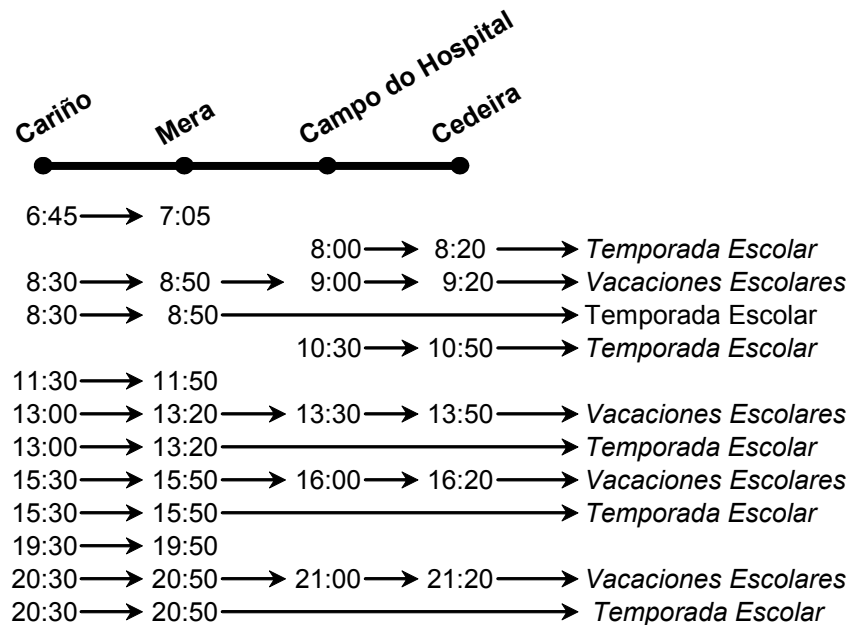 Cariño Mera Campo do Hospital Cedeira
6:45 7:05
8:00 8:20 Temporada Escolar
8:30 8:50 9:00 9:20 Vacaciones Escolares
8:30 8:50 Temporada Escolar
10:30 10:50 Temporada Escolar
11:30 11:50
13:00 13:20 13:30 13:50 Vacaciones Escolares
13:00 13:20 Temporada Escolar
15:30 15:50 16:00 16:20 Vacaciones Escolares
15:30 15:50 Temporada Escolar
19:30 19:50
20:30 20:50 21:00 21:20 Vacaciones Escolares
20:30 20:50 Temporada Escolar